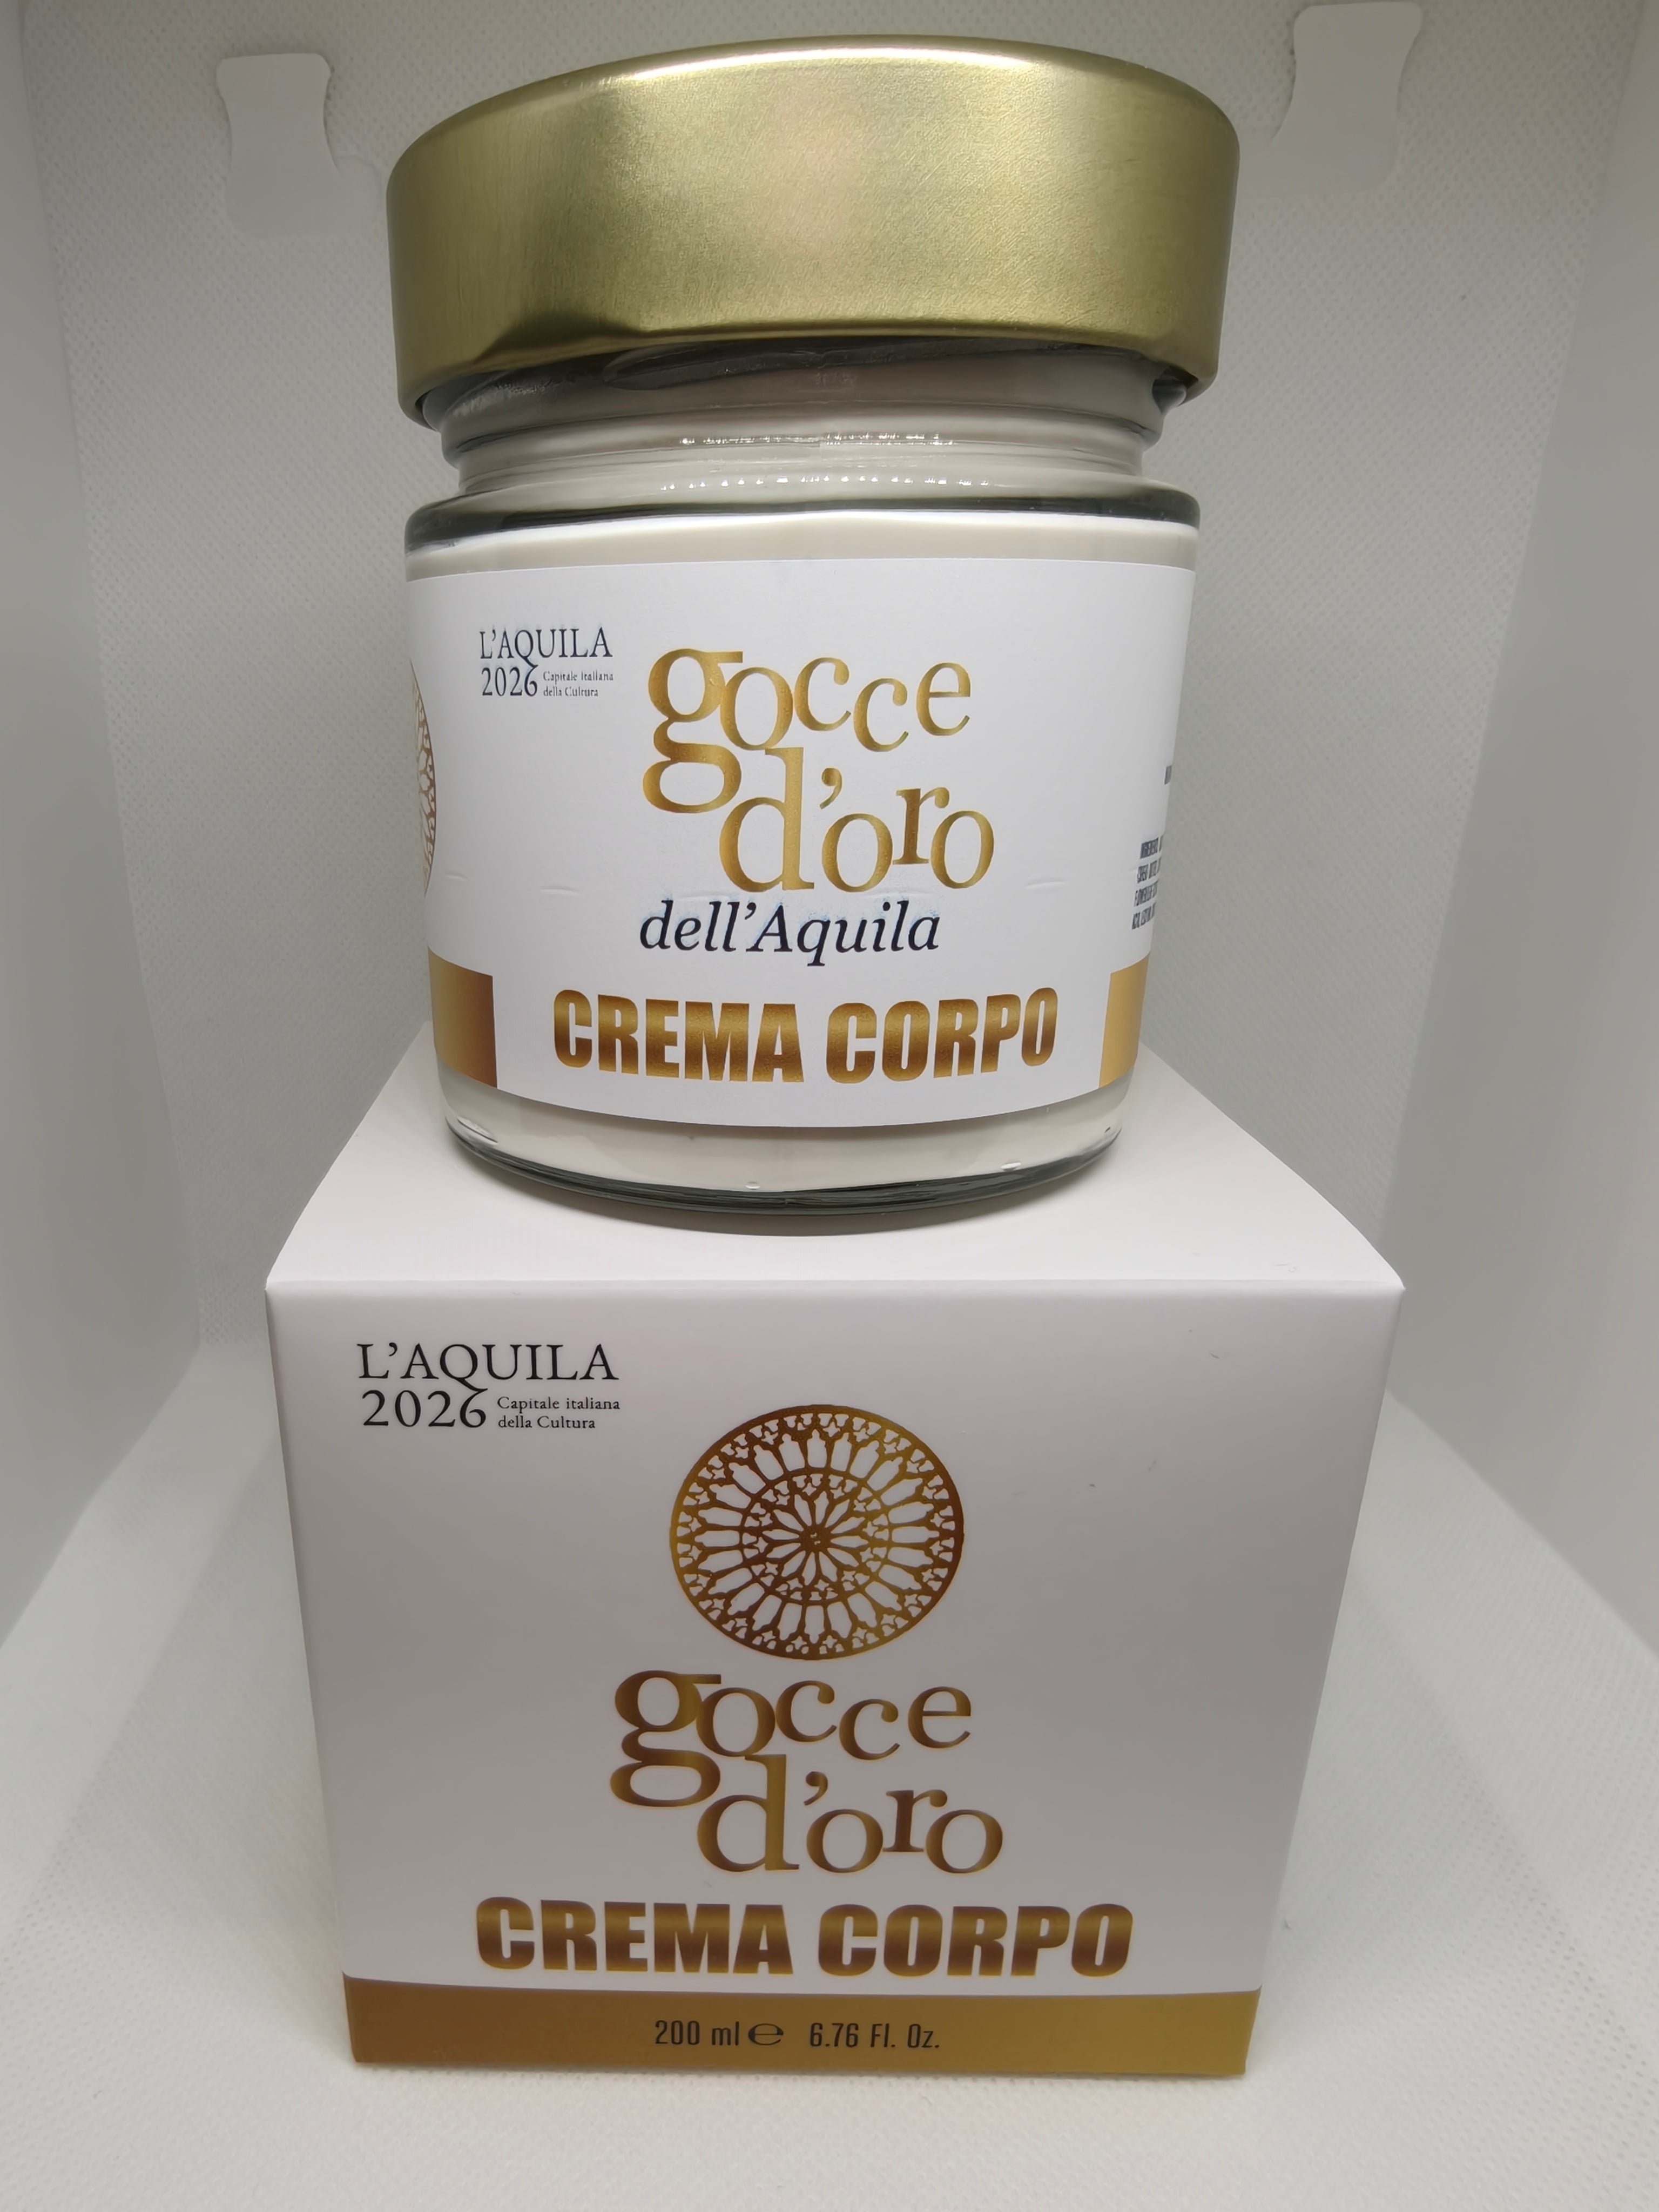 L'AQUILA
2026 Capitale italiana
della Cultura
gocce
d'oro
dell'Aquila
CREMA CORPO
L'AQUILA
2026 Capitale italiana
della Cultura
gocce
d'oro
CREMA CORPO
200 ml ℮ 6.76 Fl. Oz.